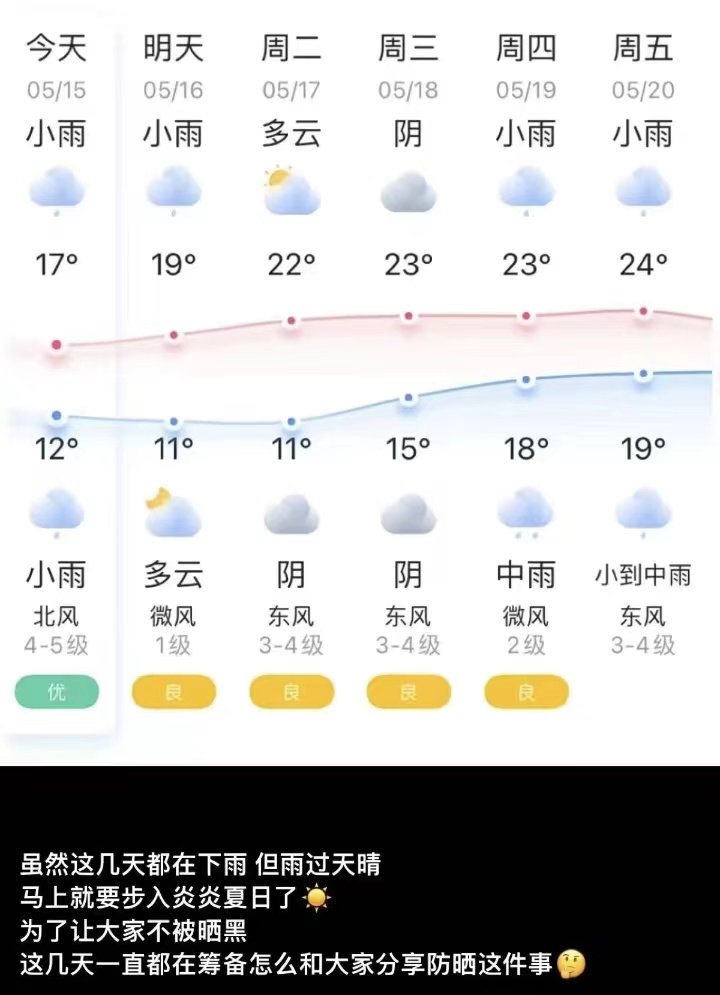 今天 明天 周二 周三 周四 周五
05/15 05/16 05/17 05/18 05/19 05/20
小雨 小雨 多云 阴 小雨 小雨
17° 19° 22° 23° 23° 24°
12° 11° 11° 15° 18° 19°
小雨 多云 阴 阴 中雨 小到中雨
北风 微风 东风 东风 微风 东风
4-5级 1级 3-4级 3-4级 2级 3-4级
优 良 良 良 良
虽然这几天都在下雨 但雨过天晴
马上就要步入炎炎夏日了☀️
为了让大家不被晒黑
这几天一直都在筹备怎么和大家分享防晒这件事🤔